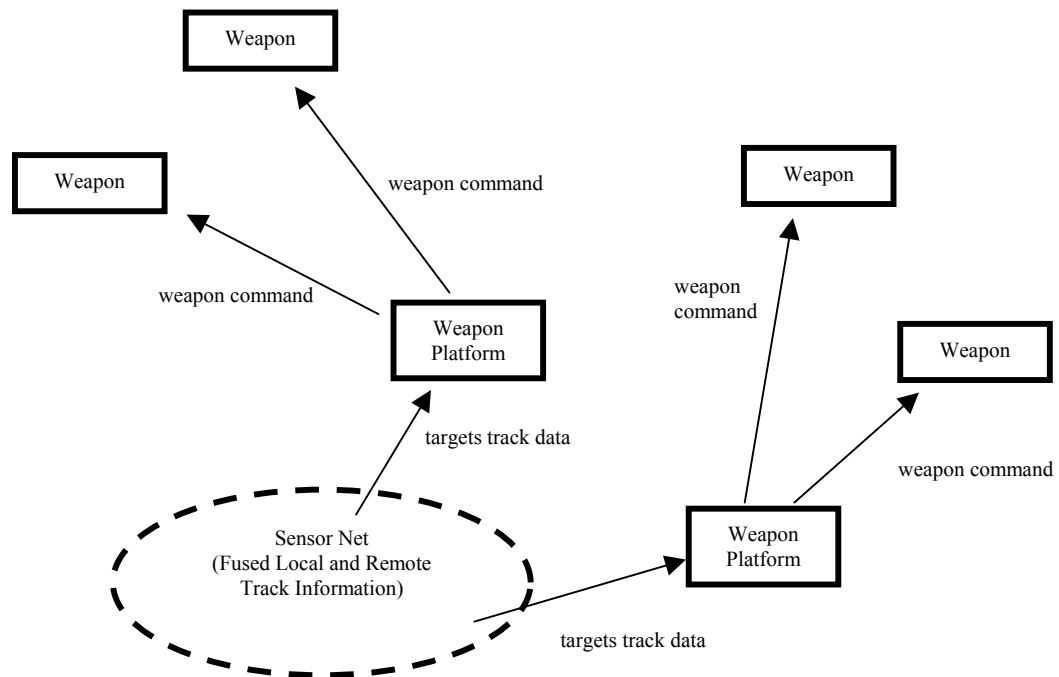 Weapon
Weapon
weapon command
Weapon
weapon command
weapon
command
Weapon
Platform
Weapon
targets track data
weapon command
Sensor Net
(Fused Local and Remote
Track Information)
Weapon
Platform
targets track data